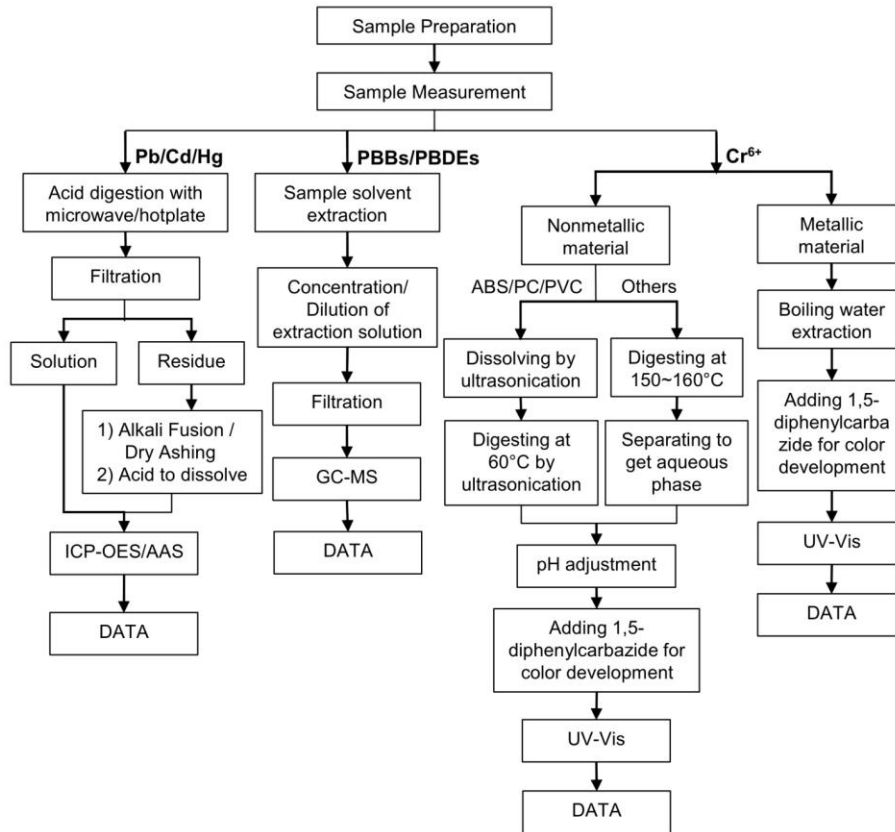 Sample Preparation
Sample Measurement
Pb/Cd/Hg
PBBs/PBDEs
Cr⁶⁺
Acid digestion with
microwave/hotplate
Filtration
Solution
Residue
1) Alkali Fusion /
Dry Ashing
2) Acid to dissolve
ICP-OES/AAS
DATA
Sample solvent
extraction
Concentration/
Dilution of
extraction solution
Filtration
GC-MS
DATA
Nonmetallic
material
ABS/PC/PVC
Others
Dissolving by
ultrasonication
Digesting at
60°C by
ultrasonication
Digesting at
150~160°C
Separating to
get aqueous
phase
pH adjustment
Adding 1,5-
diphenylcarbazide for
color development
UV-Vis
DATA
Metallic
material
Boiling water
extraction
Adding 1,5-
diphenylcarba
zide for color
development
UV-Vis
DATA